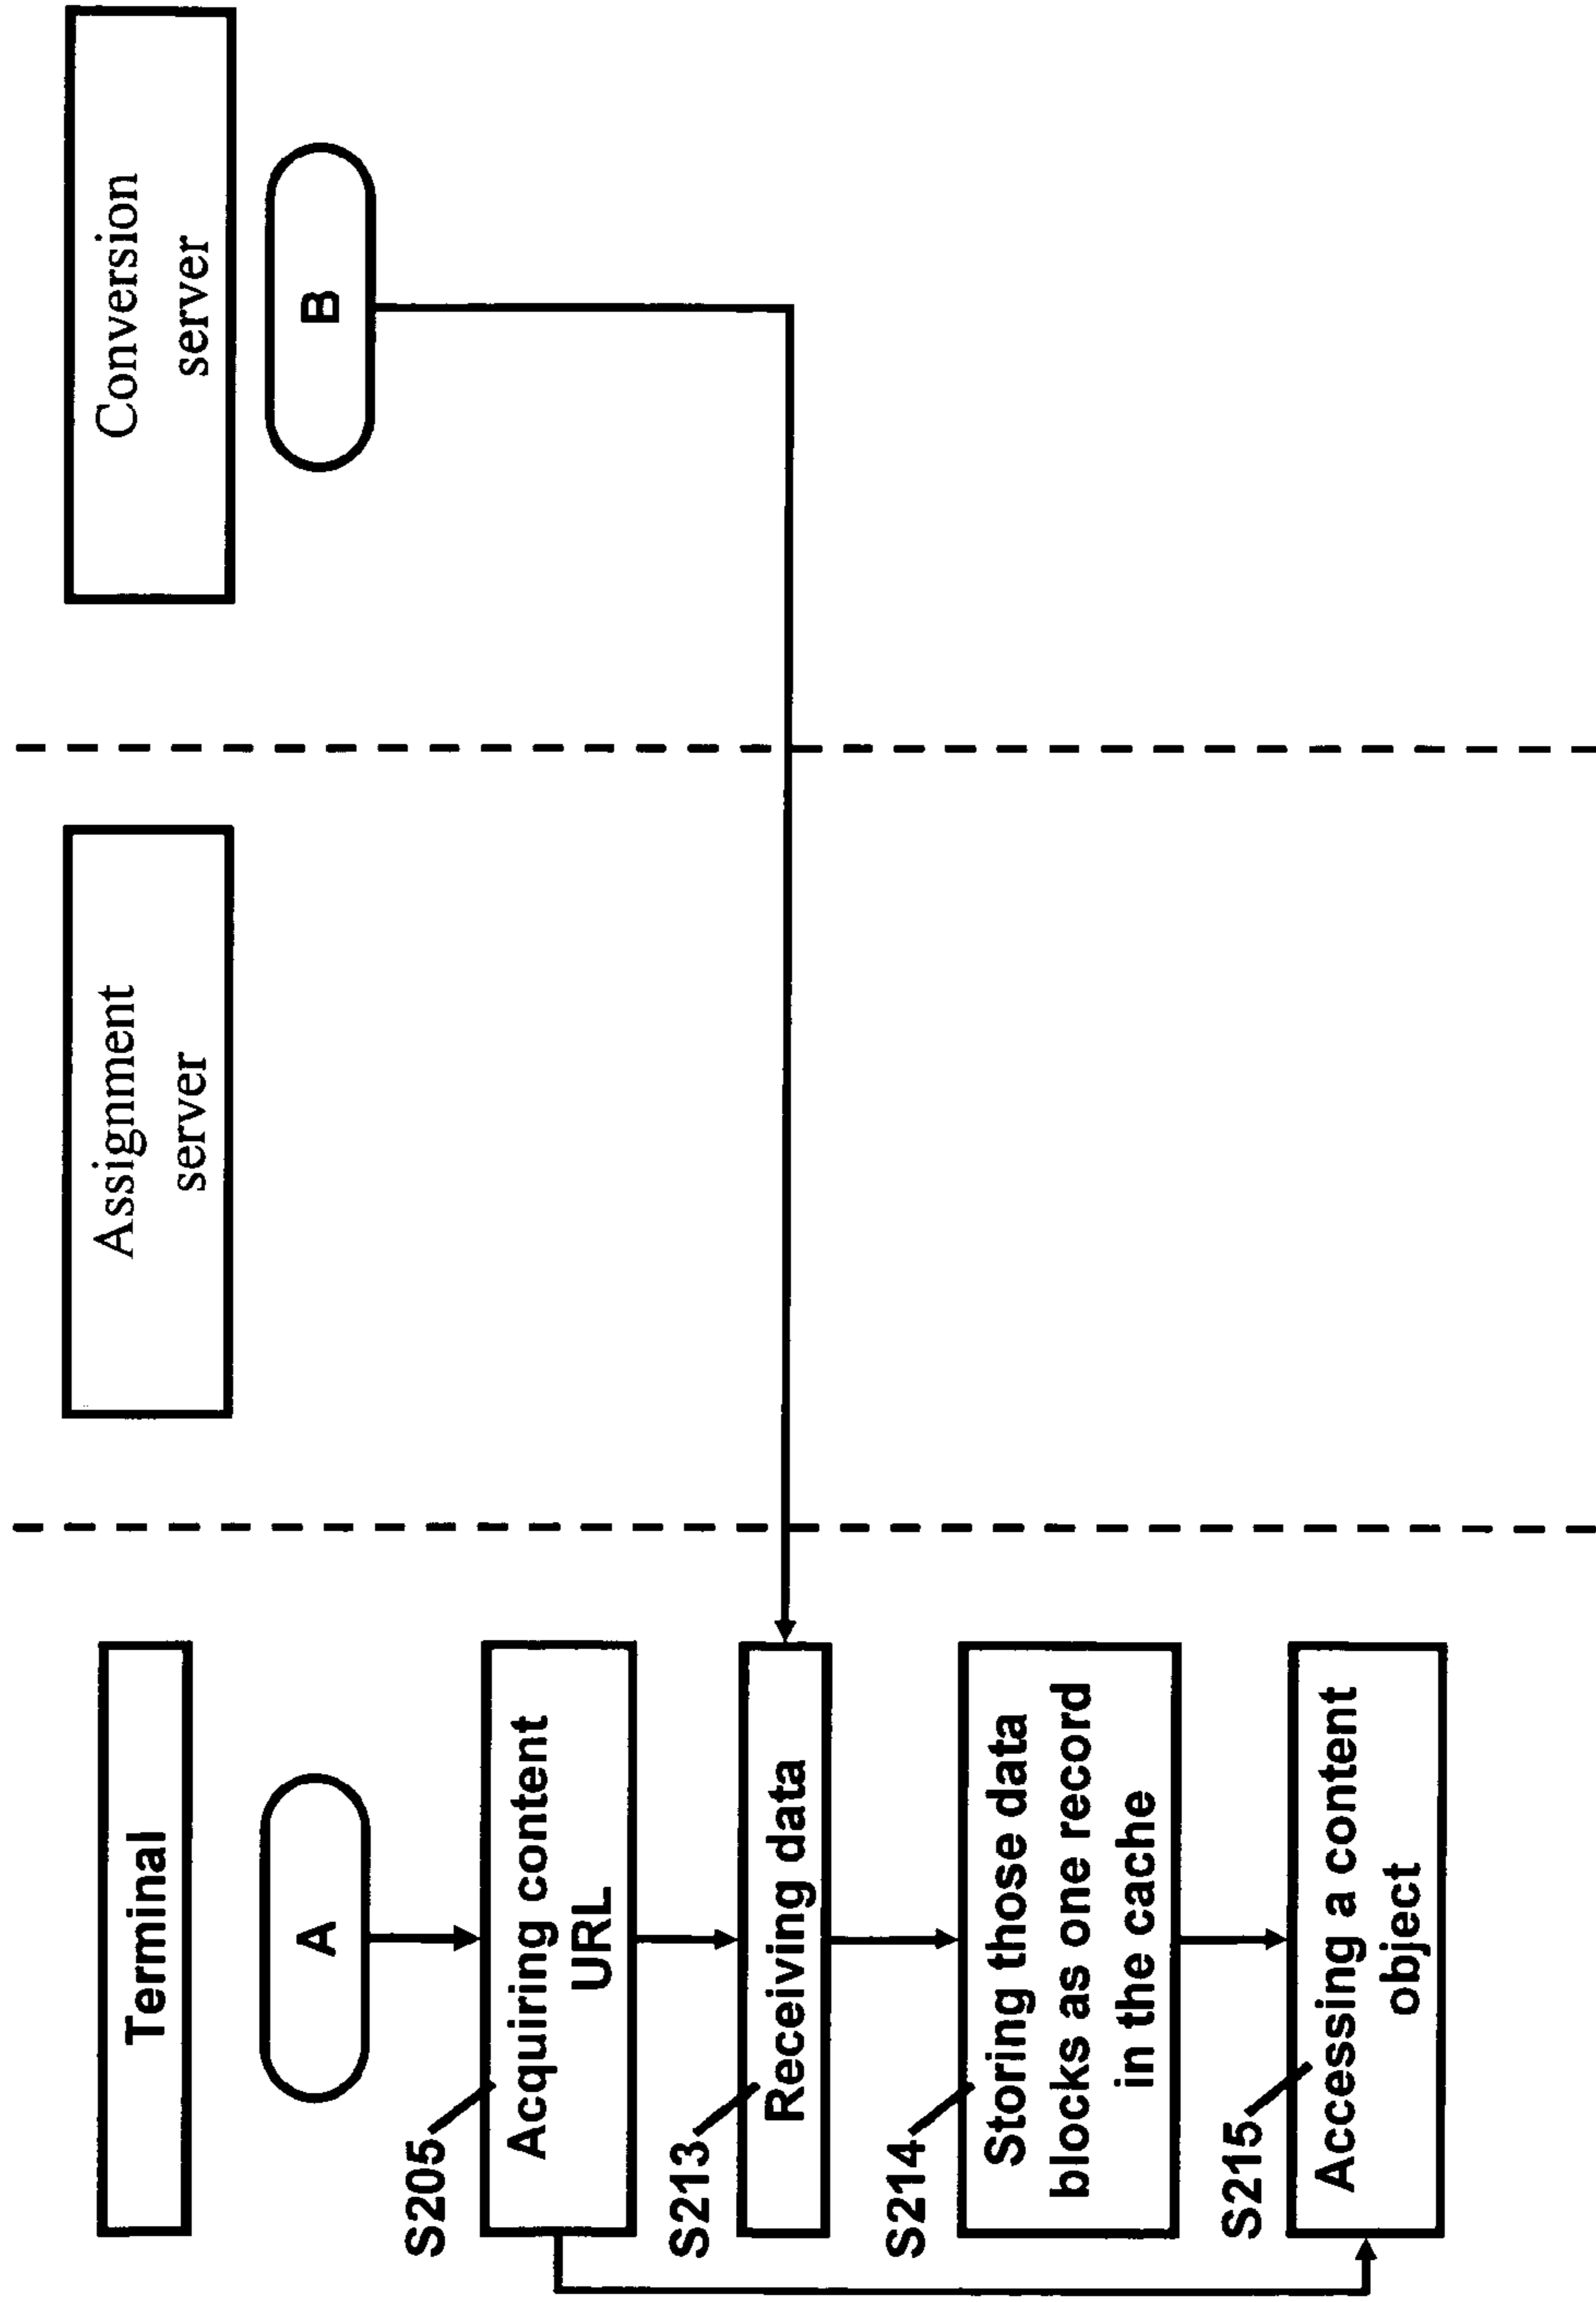 Terminal
Assignment
server
Conversion
server
A
B
S205
Acquiring content
URL
S213
Receiving data
S214
Storing those data
blocks as one record
in the cache
S215
Accessing a content
object